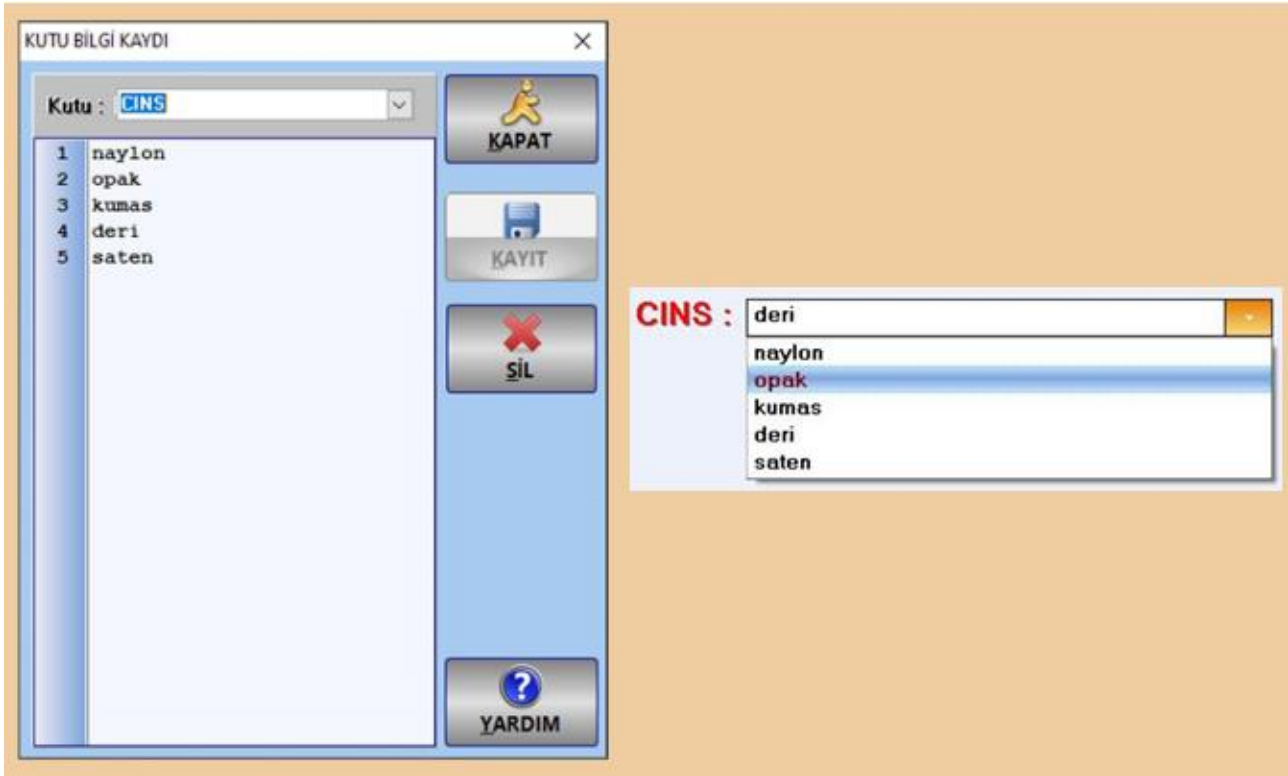 KUTU BİLGİ KAYDI
Kutu : CINS
KAPAT
1 naylon
2 opak
3 kumas
4 deri
5 saten
KAYIT
SİL
YARDIM
CINS : deri
naylon
opak
kumas
deri
saten